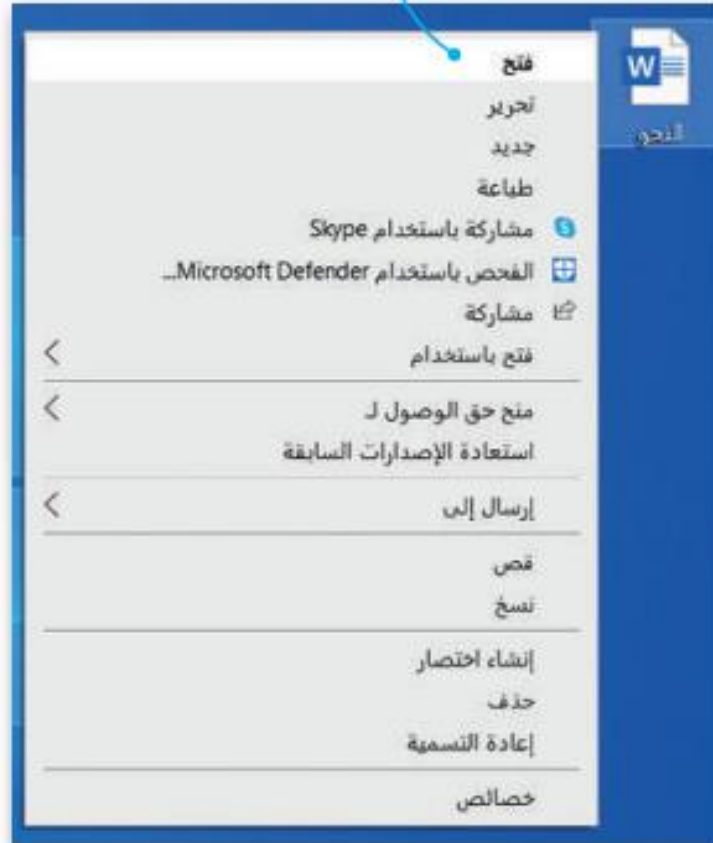 النحو
فتح
تحرير
جديد
طباعة
مشاركة باستخدام Skype
الفحص باستخدام Microsoft Defender...
مشاركة
فتح باستخدام
منح حق الوصول لـ
استعادة الإصدارات السابقة
إرسال إلى
قص
نسخ
إنشاء اختصار
حذف
إعادة التسمية
خصائص